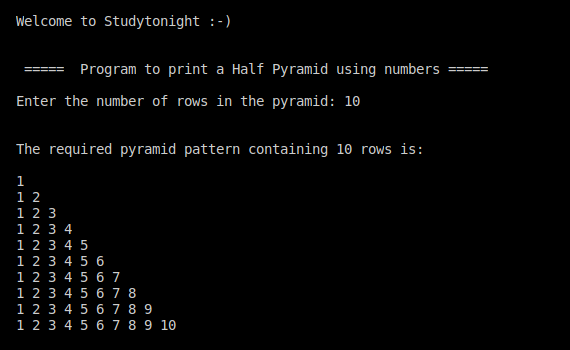 Welcome to Studytonight :-)
===== Program to print a Half Pyramid using numbers =====
Enter the number of rows in the pyramid: 10
The required pyramid pattern containing 10 rows is:
1
1 2
1 2 3
1 2 3 4
1 2 3 4 5
1 2 3 4 5 6
1 2 3 4 5 6 7
1 2 3 4 5 6 7 8
1 2 3 4 5 6 7 8 9
1 2 3 4 5 6 7 8 9 10